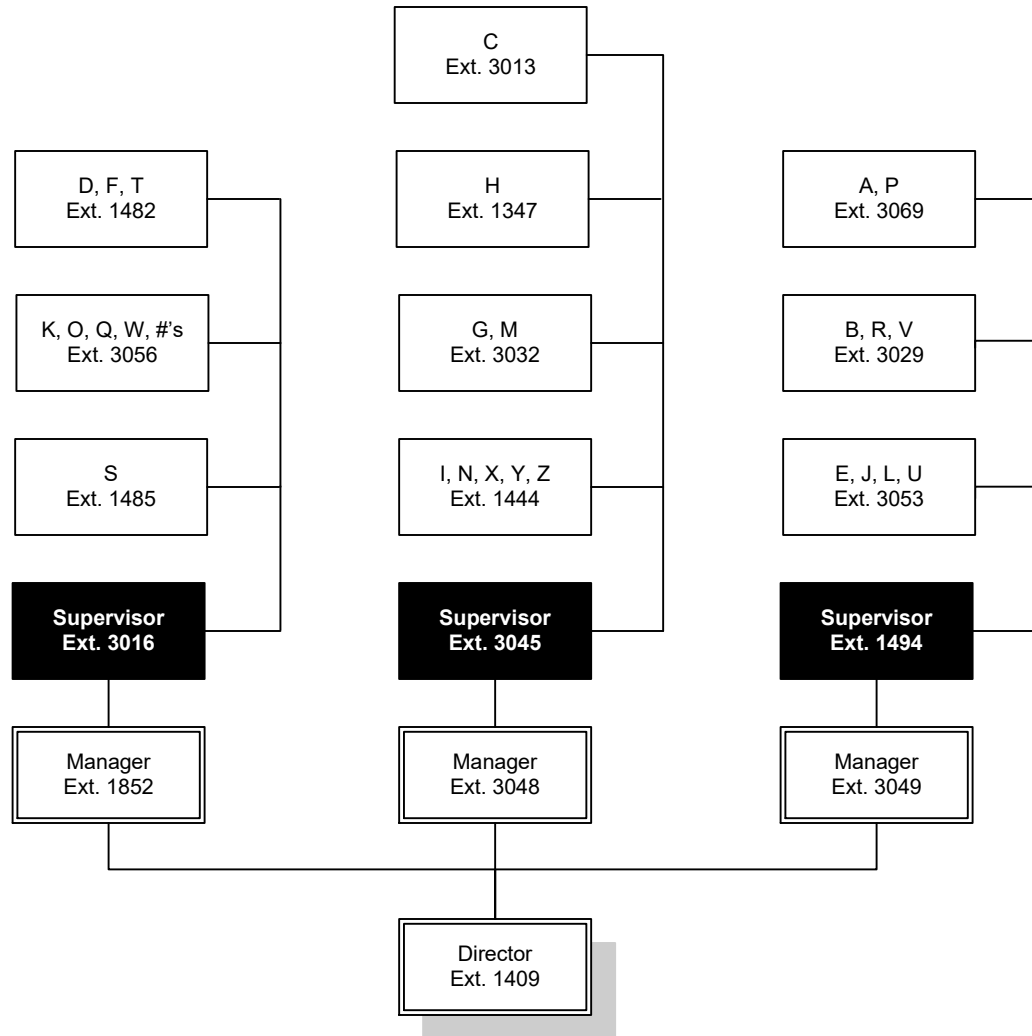 C
Ext. 3013
D, F, T
Ext. 1482
H
Ext. 1347
A, P
Ext. 3069
K, O, Q, W, #’s
Ext. 3056
G, M
Ext. 3032
B, R, V
Ext. 3029
S
Ext. 1485
I, N, X, Y, Z
Ext. 1444
E, J, L, U
Ext. 3053
Supervisor
Ext. 3016
Supervisor
Ext. 3045
Supervisor
Ext. 1494
Manager
Ext. 1852
Manager
Ext. 3048
Manager
Ext. 3049
Director
Ext. 1409